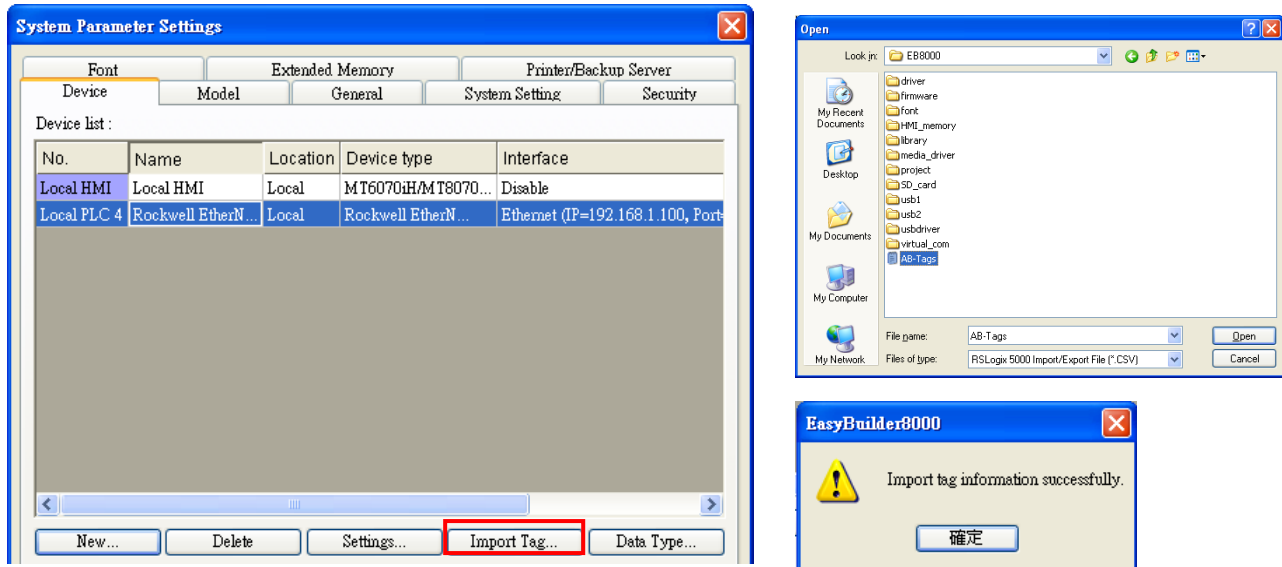 System Parameter Settings
Font Extended Memory Printer/Backup Server
Device Model General System Setting Security
Device list :
No. Name Location Device type Interface
Local HMI Local HMI Local MT6070iH/MT8070... Disable
Local PLC 4 Rockwell EtherN... Local Rockwell EtherN... Ethernet (IP=192.168.1.100, Port=
New... Delete Settings... Import Tag... Data Type...
Open
Look in: EB8000
My Recent Documents
Desktop
My Documents
My Computer
My Network
driver
firmware
font
HMI_memory
library
media_driver
project
SD_card
usb1
usb2
usbdriver
virtual_com
AB-Tags
File name: AB-Tags Open
Files of type: RSLogix 5000 Import/Export File (*.CSV) Cancel
EasyBuilder8000
Import tag information successfully.
確定